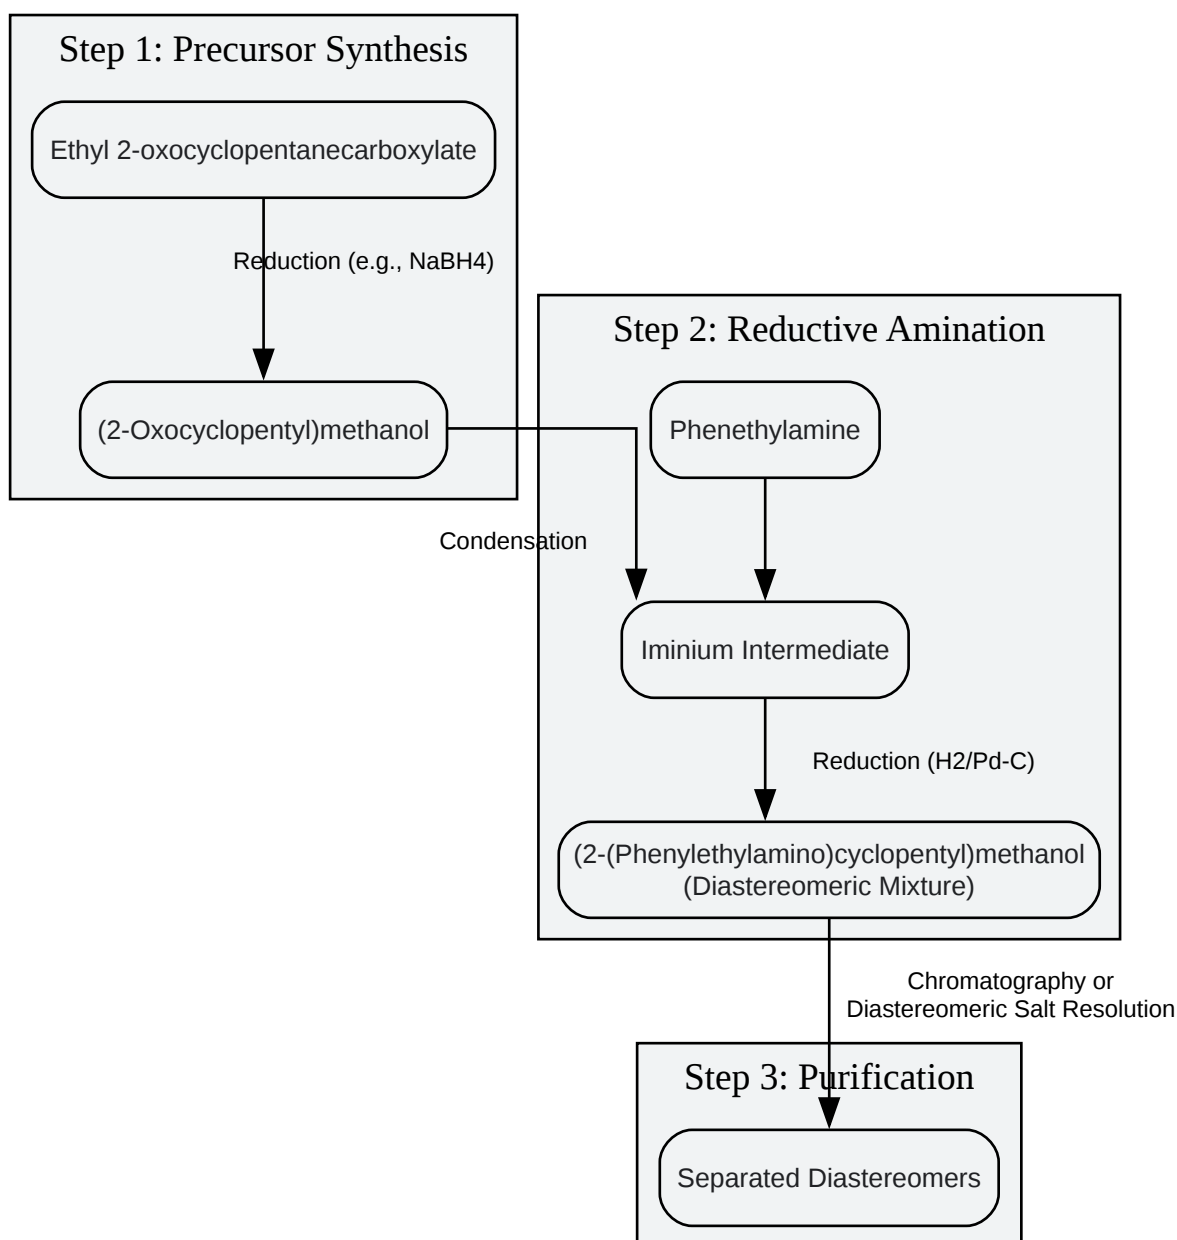 Step 1: Precursor Synthesis
Ethyl 2-oxocyclopentanecarboxylate
Reduction (e.g., NaBH4)
(2-Oxocyclopentyl)methanol
Step 2: Reductive Amination
Phenethylamine
Condensation
Iminium Intermediate
Reduction (H2/Pd-C)
(2-(Phenylethylamino)cyclopentyl)methanol
(Diastereomeric Mixture)
Chromatography or
Diastereomeric Salt Resolution
Step 3: Purification
Separated Diastereomers